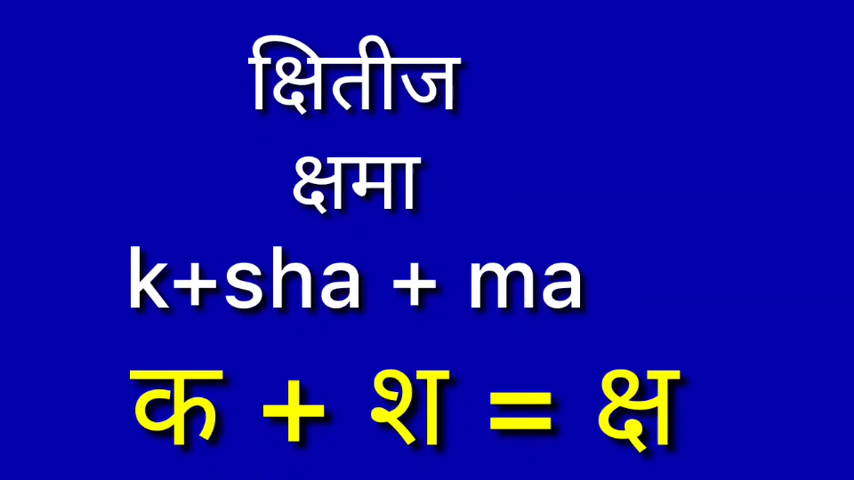 क्षितीज
क्षमा
k+sha + ma
क + श = क्ष